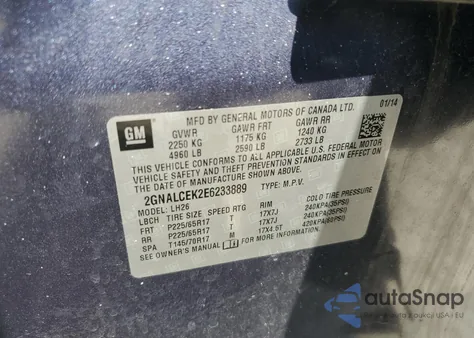 MFD BY GENERAL MOTORS OF CANADA LTD. 01/14
GM
GVWR GAWR FRT GAWR RR
2250 KG 1175 KG 1240 KG
4960 LB 2590 LB 2733 LB
THIS VEHICLE CONFORMS TO ALL APPLICABLE U.S. FEDERAL MOTOR
VEHICLE SAFETY AND THEFT PREVENTION STANDARDS IN EFFECT
ON THE DATE OF MANUFACTURE SHOWN ABOVE.
2GNALCEK2E6233889 TYPE: M.P.V.
MODEL: LH26
LBCH TIRE SIZE SPEED RTG RIM COLD TIRE PRESSURE
FRT P225/65R17 T 17X7J 240KPA(35PSI)
RR P225/65R17 T 17X7J 240KPA(35PSI)
SPA T145/70R17 M 17X4.5T 420KPA(60PSI)
SEE OWNER'S MANUAL FOR MORE INFORMATION.
autoSnap